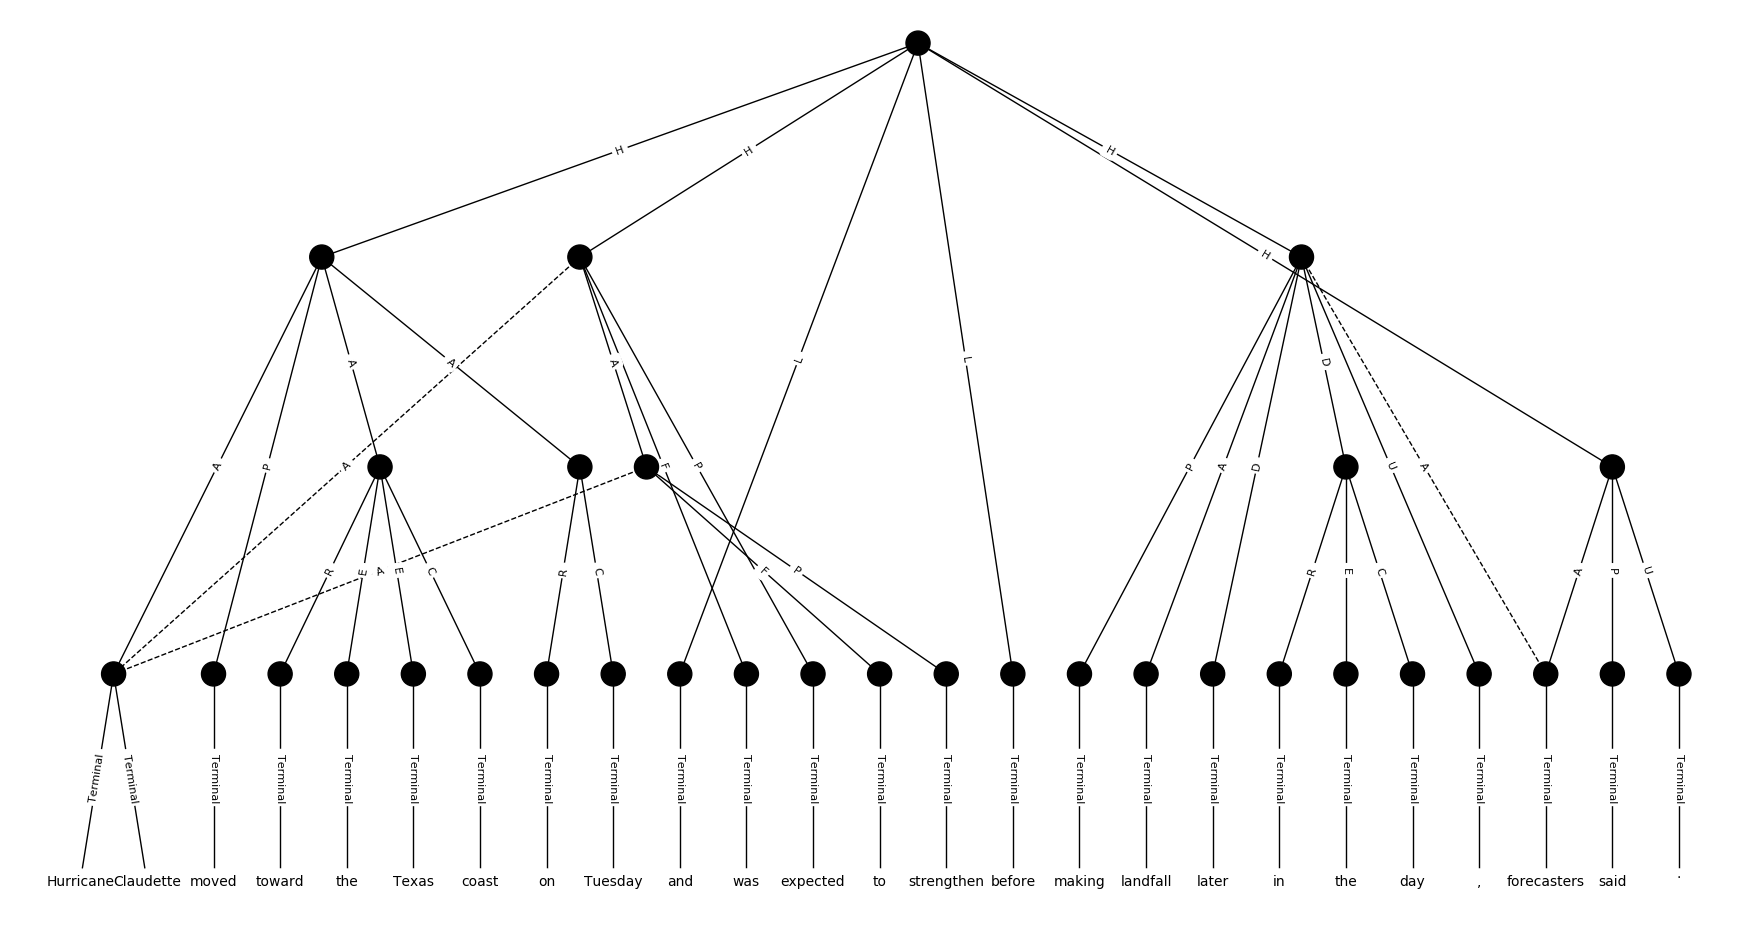 H H H
H
A A A D
L L
A P A F P P A D U A
R E A E C R C F P R E C A P U
Terminal Terminal Terminal Terminal Terminal Terminal Terminal Terminal Terminal Terminal Terminal Terminal Terminal Terminal Terminal Terminal Terminal Terminal Terminal Terminal Terminal Terminal Terminal Terminal Terminal
Hurricane Claudette moved toward the Texas coast on Tuesday and was expected to strengthen before making landfall later in the day , forecasters said .